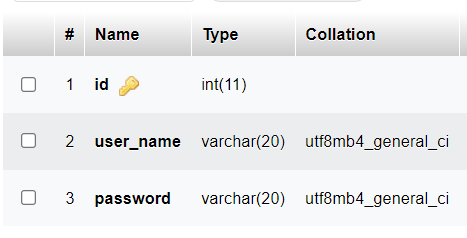 # Name Type Collation
1 id int(11)
2 user_name varchar(20) utf8mb4_general_ci
3 password varchar(20) utf8mb4_general_ci